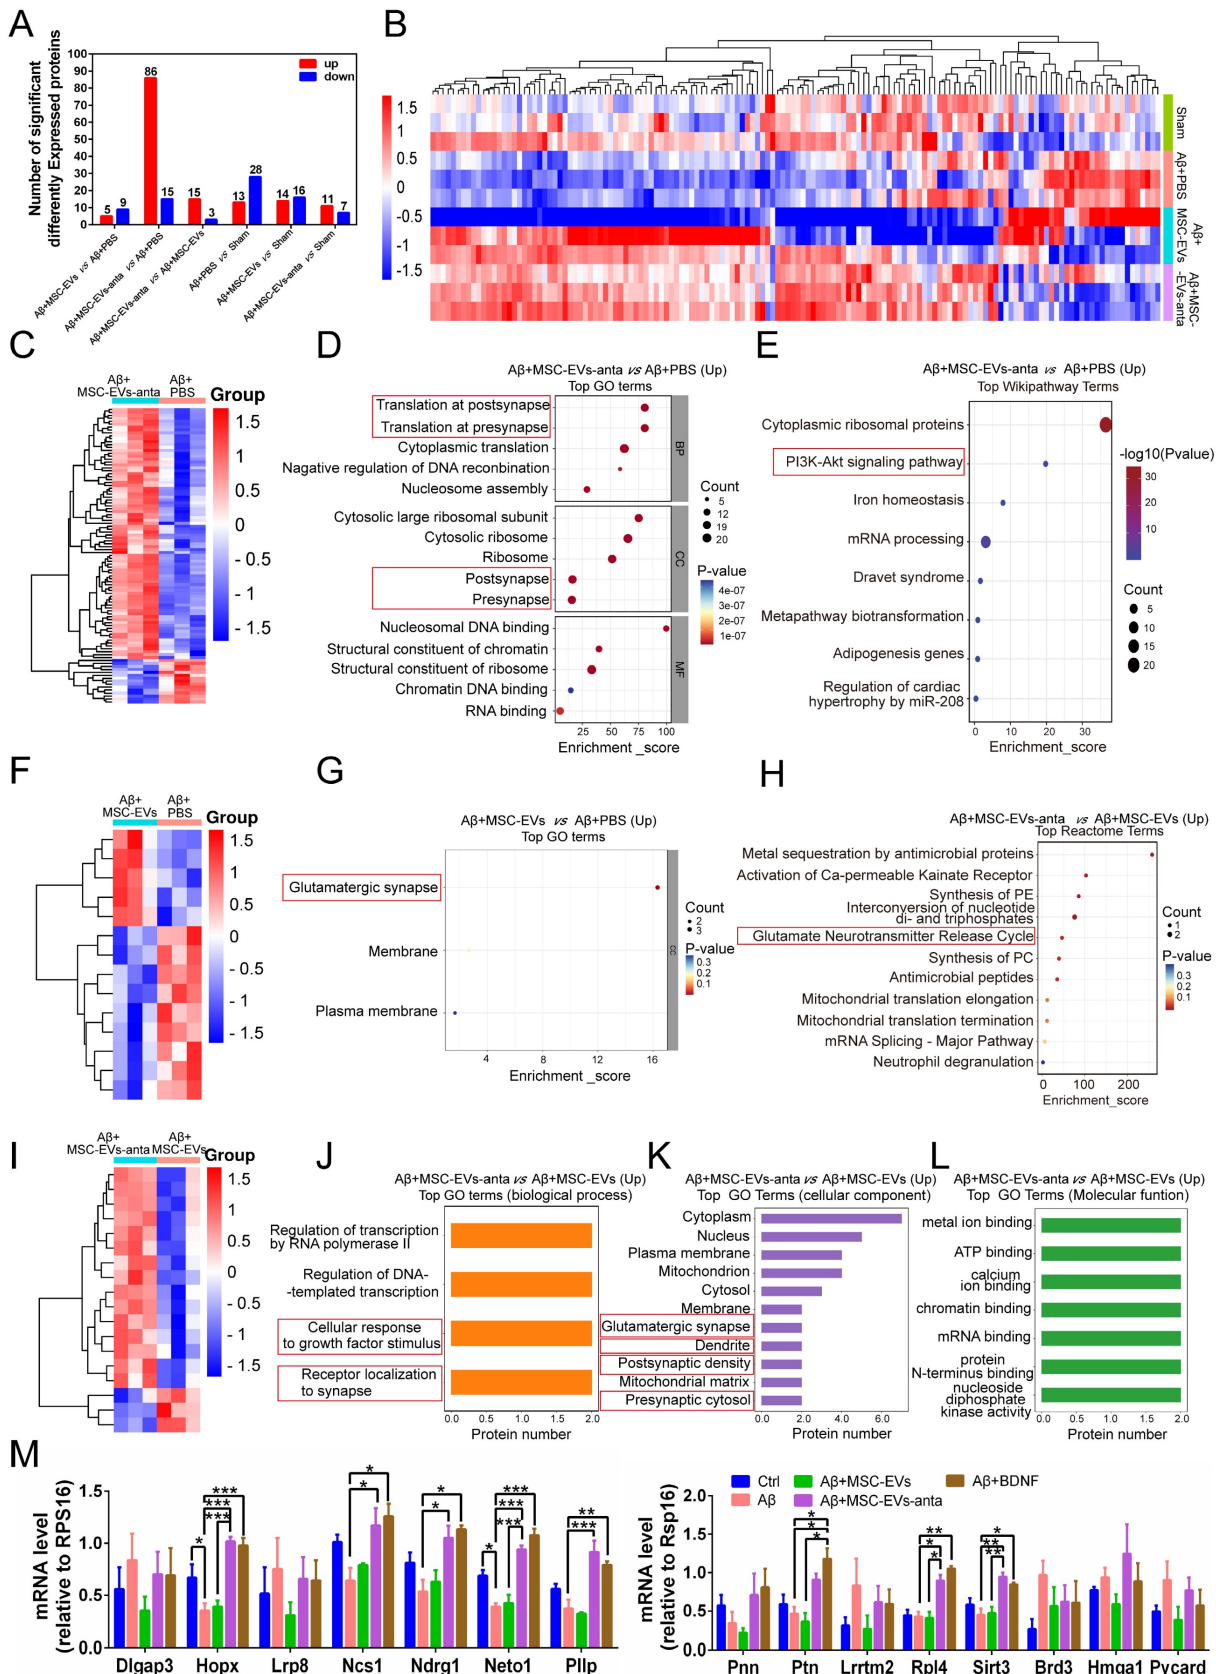 A
Number of significant
differently Expressed proteins
100
90
80
70
60
50
40
30
20
10
0
up
down
5
9
86
15
15
3
13
28
14
16
11
7
Aβ+MSC-EVs vs Aβ+PBS
Aβ+MSC-EVs-anta vs Aβ+PBS
Aβ+MSC-EVs-anta vs Aβ+MSC-EVs
Aβ+PBS vs Sham
Aβ+MSC-EVs vs Sham
Aβ+MSC-EVs-anta vs Sham
B
1.5
1
0.5
0
-0.5
-1
-1.5
Sham
Aβ+PBS
Aβ+
MSC-EVs
Aβ+MSC-
-EVs-anta
C
Aβ+
MSC-EVs-anta
Aβ+
PBS
Group
1.5
1
0.5
0
- 0.5
- 1
- 1.5
D
Aβ+MSC-EVs-anta vs Aβ+PBS (Up)
Top GO terms
Translation at postsynapse
Translation at presynapse
Cytoplasmic translation
Nagative regulation of DNA recombination
Nucleosome assembly
BP
Cytosolic large ribosomal subunit
Cytosolic ribosome
Ribosome
Postsynapse
Presynapse
CC
Nucleosomal DNA binding
Structural constituent of chromatin
Structural constituent of ribosome
Chromatin DNA binding
RNA binding
MF
25 50 75 100
Enrichment _score
Count
5
12
19
20
P-value
4e-07
3e-07
2e-07
1e-07
E
Aβ+MSC-EVs-anta vs Aβ+PBS (Up)
Top Wikipathway Terms
Cytoplasmic ribosomal proteins
PI3K-Akt signaling pathway
Iron homeostasis
mRNA processing
Dravet syndrome
Metapathway biotransformation
Adipogenesis genes
Regulation of cardiac
hypertrophy by miR-208
0 10 20 30
Enrichment_score
-log10(Pvalue)
30
20
10
Count
5
10
15
20
F
Aβ+
MSC-EVs
Aβ+
PBS
Group
1.5
1
0.5
0
- 0.5
- 1
- 1.5
G
Aβ+MSC-EVs vs Aβ+PBS (Up)
Top GO terms
Glutamatergic synapse
Membrane
Plasma membrane
CC
4 8 12 16
Enrichment _score
Count
2
3
P-value
0.3
0.2
0.1
H
Aβ+MSC-EVs-anta vs Aβ+MSC-EVs (Up)
Top Reactome Terms
Metal sequestration by antimicrobial proteins
Activation of Ca-permeable Kainate Receptor
Synthesis of PE
Interconversion of nucleotide
di- and triphosphates
Glutamate Neurotransmitter Release Cycle
Synthesis of PC
Antimicrobial peptides
Mitochondrial translation elongation
Mitochondrial translation termination
mRNA Splicing - Major Pathway
Neutrophil degranulation
0 100 200
Enrichment_score
Count
1
2
P-value
0.3
0.2
0.1
I
Aβ+
MSC-EVs-anta
Aβ+
MSC-EVs
Group
1.5
1
0.5
0
- 0.5
- 1
- 1.5
J
Aβ+MSC-EVs-anta vs Aβ+MSC-EVs (Up)
Top GO terms (biological process)
Regulation of transcription
by RNA polymerase II
Regulation of DNA-
-templated transcription
Cellular response
to growth factor stimulus
Receptor localization
to synapse
0.0 0.5 1.0 1.5 2.0
Protein number
K
Aβ+MSC-EVs-anta vs Aβ+MSC-EVs (Up)
Top GO Terms (cellular component)
Cytoplasm
Nucleus
Plasma membrane
Mitochondrion
Cytosol
Membrane
Glutamatergic synapse
Dendrite
Postsynaptic density
Mitochondrial matrix
Presynaptic cytosol
0.0 2.0 4.0 6.0
Protein number
L
Aβ+MSC-EVs-anta vs Aβ+MSC-EVs (Up)
Top GO Terms (Molecular funtion)
metal ion binding
ATP binding
calcium
ion binding
chromatin binding
mRNA binding
protein
N-terminus binding
nucleoside
diphosphate
kinase activity
0.0 0.5 1.0 1.5 2.0
Protein number
M
mRNA level
(relative to RPS16)
1.5
1.0
0.5
0.0
* *** *** ***
* *
* *
* *** *** ***
** ***
Dlgap3 Hopx Lrp8 Ncs1 Ndrg1 Neto1 Pllp
Ctrl
Aβ
Aβ+MSC-EVs
Aβ+MSC-EVs-anta
Aβ+BDNF
mRNA level
(relative to Rsp16)
2.0
1.5
1.0
0.5
0.0
* * *
** * *
* ** **
Pnn Ptn Lrrtm2 Rpl4 Sirt3 Brd3 Hmga1 Pycard